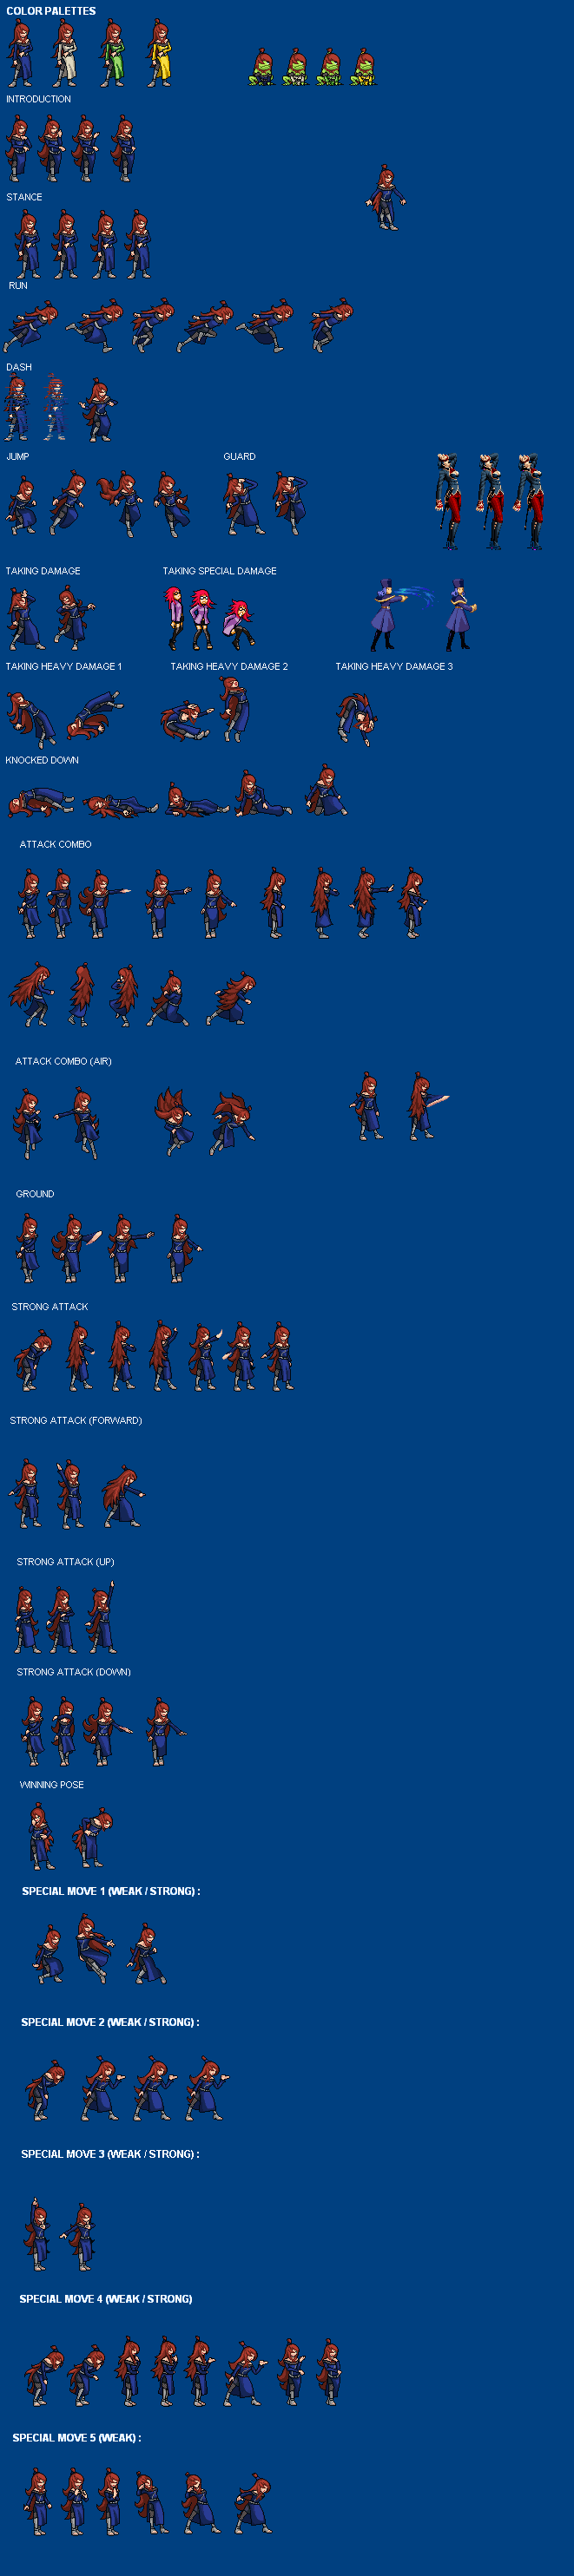 COLOR PALETTES
INTRODUCTION
STANCE
RUN
DASH
JUMP
GUARD
TAKING DAMAGE
TAKING SPECIAL DAMAGE
TAKING HEAVY DAMAGE 1
TAKING HEAVY DAMAGE 2
TAKING HEAVY DAMAGE 3
KNOCKED DOWN
ATTACK COMBO
ATTACK COMBO (AIR)
GROUND
STRONG ATTACK
STRONG ATTACK (FORWARD)
STRONG ATTACK (UP)
STRONG ATTACK (DOWN)
WINNING POSE
SPECIAL MOVE 1 (WEAK / STRONG) :
SPECIAL MOVE 2 (WEAK / STRONG) :
SPECIAL MOVE 3 (WEAK / STRONG) :
SPECIAL MOVE 4 (WEAK / STRONG)
SPECIAL MOVE 5 (WEAK) :